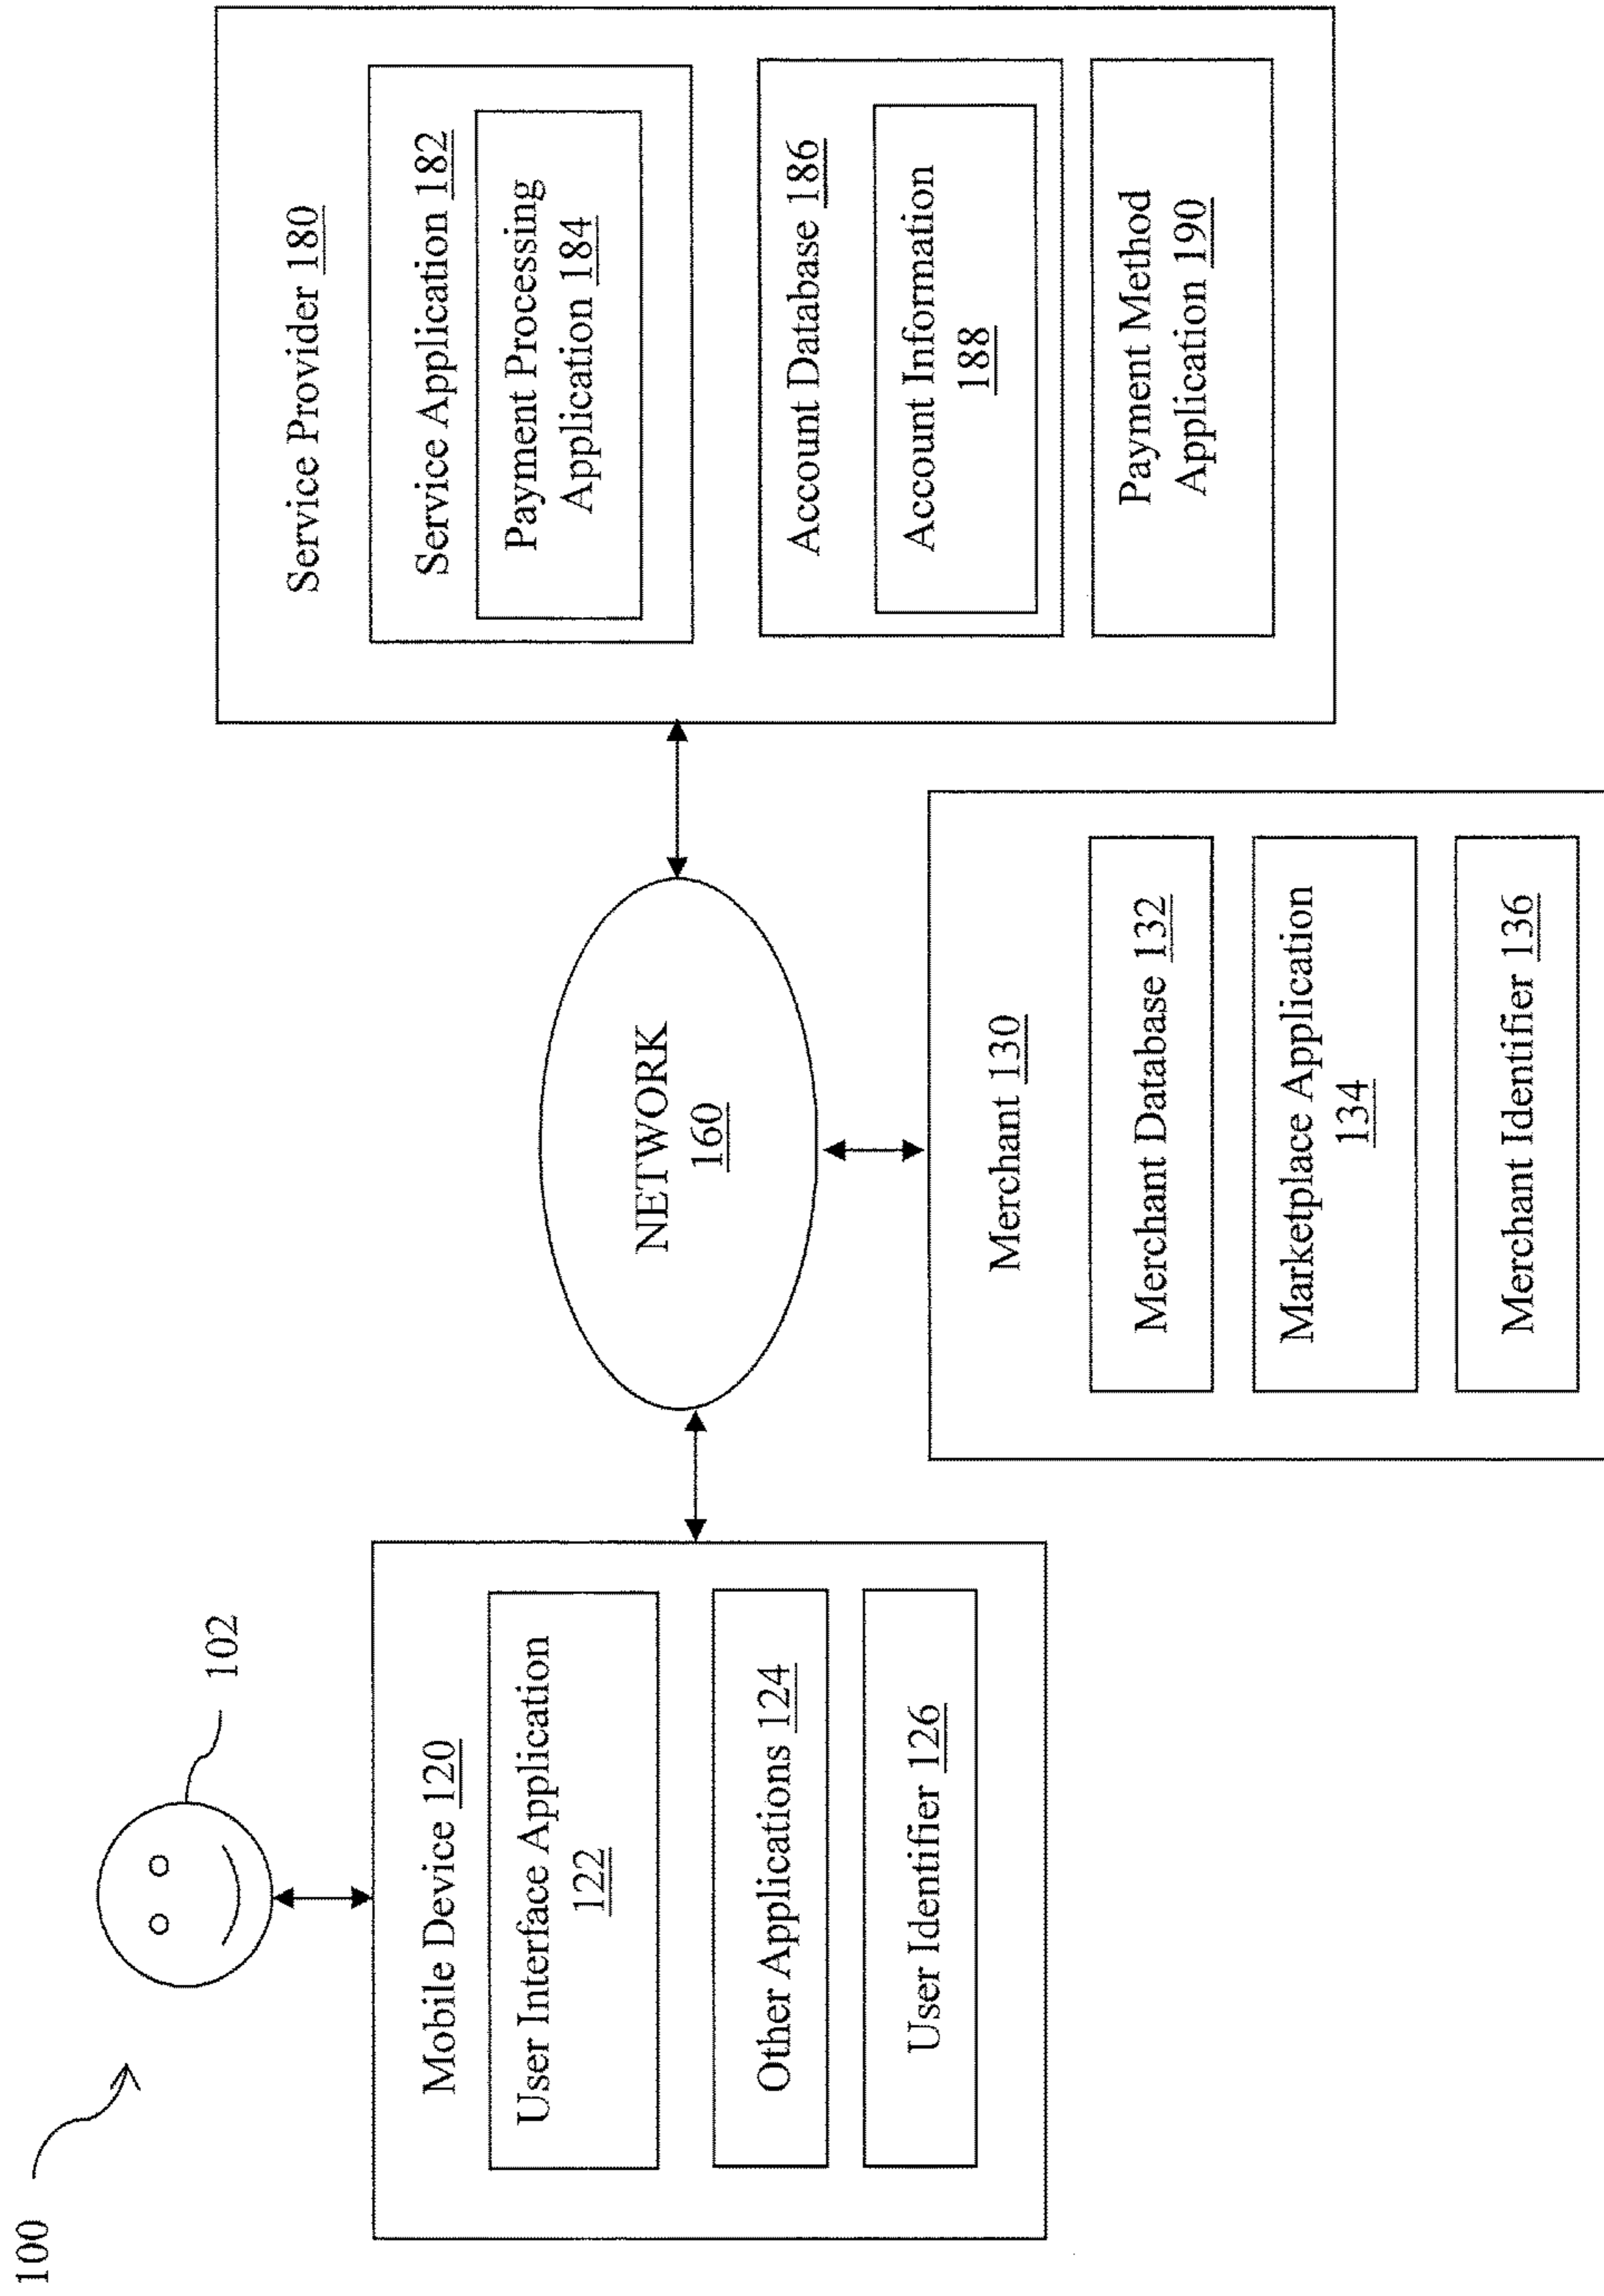 100
102
Mobile Device 120
User Interface Application
122
Other Applications 124
User Identifier 126
NETWORK
160
Merchant 130
Merchant Database 132
Marketplace Application
134
Merchant Identifier 136
Service Provider 180
Service Application 182
Payment Processing
Application 184
Account Database 186
Account Information
188
Payment Method
Application 190